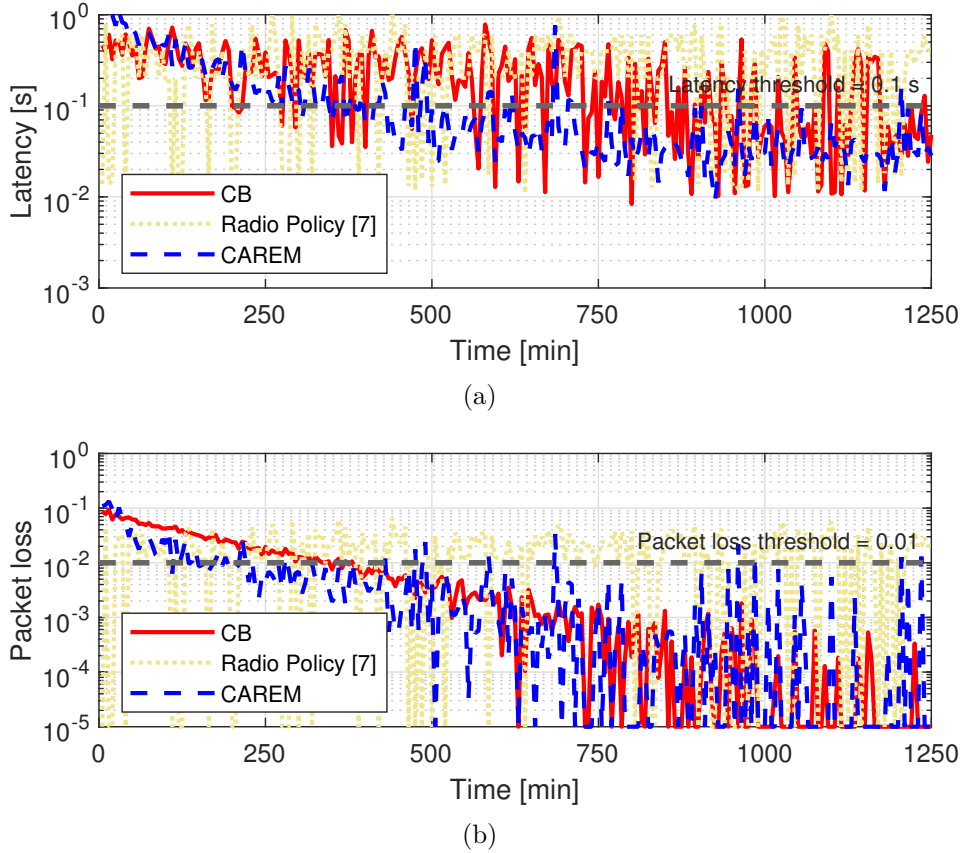 10^0
10^-1
10^-2
10^-3
Latency [s]
Latency threshold = 0.1 s
CB
Radio Policy [7]
CAREM
0 250 500 750 1000 1250
Time [min]
(a)
10^0
10^-1
10^-2
10^-3
10^-4
10^-5
Packet loss
Packet loss threshold = 0.01
CB
Radio Policy [7]
CAREM
0 250 500 750 1000 1250
Time [min]
(b)